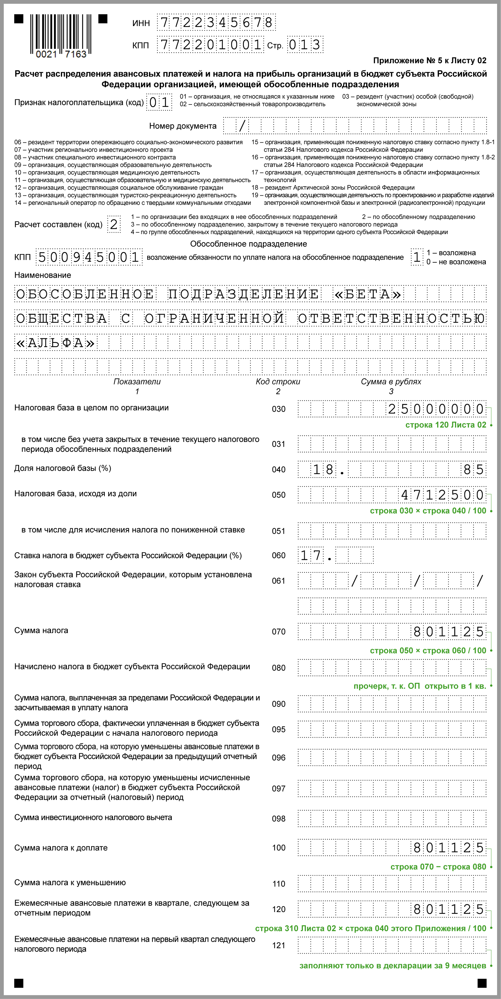 ИНН 7722345678
КПП 772201001 Стр. 013
0021 7163
Приложение № 5 к Листу 02
Расчет распределения авансовых платежей и налога на прибыль организаций в бюджет субъекта Российской
Федерации организацией, имеющей обособленные подразделения
Признак налогоплательщика (код) 01
01 – организация, не относящаяся к указанным ниже
02 – сельскохозяйственный товаропроизводитель
03 – резидент (участник) особой (свободной)
экономической зоны
Номер документа /
06 – резидент территории опережающего социально-экономического развития
07 – участник регионального инвестиционного проекта
08 – участник специального инвестиционного контракта
09 – организация, осуществляющая образовательную деятельность
10 – организация, осуществляющая медицинскую деятельность
11 – организация, осуществляющая образовательную и медицинскую деятельность
12 – организация, осуществляющая социальное обслуживание граждан
13 – организация, осуществляющая туристско-рекреационную деятельность
14 – региональный оператор по обращению с твердыми коммунальными отходами
15 – организация, применяющая пониженную налоговую ставку согласно пункту 1.8-1
статьи 284 Налогового кодекса Российской Федерации
16 – организация, применяющая пониженную налоговую ставку согласно пункту 1.8-2
статьи 284 Налогового кодекса Российской Федерации
17 – организация, осуществляющая деятельность в области информационных
технологий
18 – резидент Арктической зоны Российской Федерации
19 – организация, осуществляющая деятельность по проектированию и разработке изделий
электронной компонентной базы и электронной (радиоэлектронной) продукции
Расчет составлен (код) 2
1 – по организации без входящих в нее обособленных подразделений 2 – по обособленному подразделению
3 – по обособленному подразделению, закрытому в течение текущего налогового периода
4 – по группе обособленных подразделений, находящихся на территории одного субъекта Российской Федерации
Обособленное подразделение
КПП 500945001 возложение обязанности по уплате налога на обособленное подразделение 1
1 – возложена
0 – не возложена
Наименование
ОБОСОБЛЕННОЕ ПОДРАЗДЕЛЕНИЕ «БЕТА»
ОБЩЕСТВА С ОГРАНИЧЕННОЙ ОТВЕТСТВЕННОСТЬЮ
«АЛЬФА»
Показатели Код строки Сумма в рублях
1 2 3
Налоговая база в целом по организации 030 25000000
строка 120 Листа 02
в том числе без учета закрытых в течение текущего налогового
периода обособленных подразделений 031
Доля налоговой базы (%) 040 18. 85
Налоговая база, исходя из доли 050 4712500
строка 030 × строка 040 / 100
в том числе для исчисления налога по пониженной ставке 051
Ставка налога в бюджет субъекта Российской Федерации (%) 060 17.
Закон субъекта Российской Федерации, которым установлена
налоговая ставка 061 / / /
Сумма налога 070 801125
строка 050 × строка 060 / 100
Начислено налога в бюджет субъекта Российской Федерации 080
прочерк, т. к. ОП открыто в 1 кв.
Сумма налога, выплаченная за пределами Российской Федерации и
засчитываемая в уплату налога 090
Сумма торгового сбора, фактически уплаченная в бюджет субъекта
Российской Федерации с начала налогового периода 095
Сумма торгового сбора, на которую уменьшены авансовые платежи в
бюджет субъекта Российской Федерации за предыдущий отчетный 096
период
Сумма торгового сбора, на которую уменьшены исчисленные
авансовые платежи (налог) в бюджет субъекта Российской 097
Федерации за отчетный (налоговый) период
Сумма инвестиционного налогового вычета 098
Сумма налога к доплате 100 801125
строка 070 − строка 080
Сумма налога к уменьшению 110
Ежемесячные авансовые платежи в квартале, следующем за
отчетным периодом 120 801125
строка 310 Листа 02 × строка 040 этого Приложения / 100
Ежемесячные авансовые платежи на первый квартал следующего
налогового периода 121
заполняют только в декларации за 9 месяцев